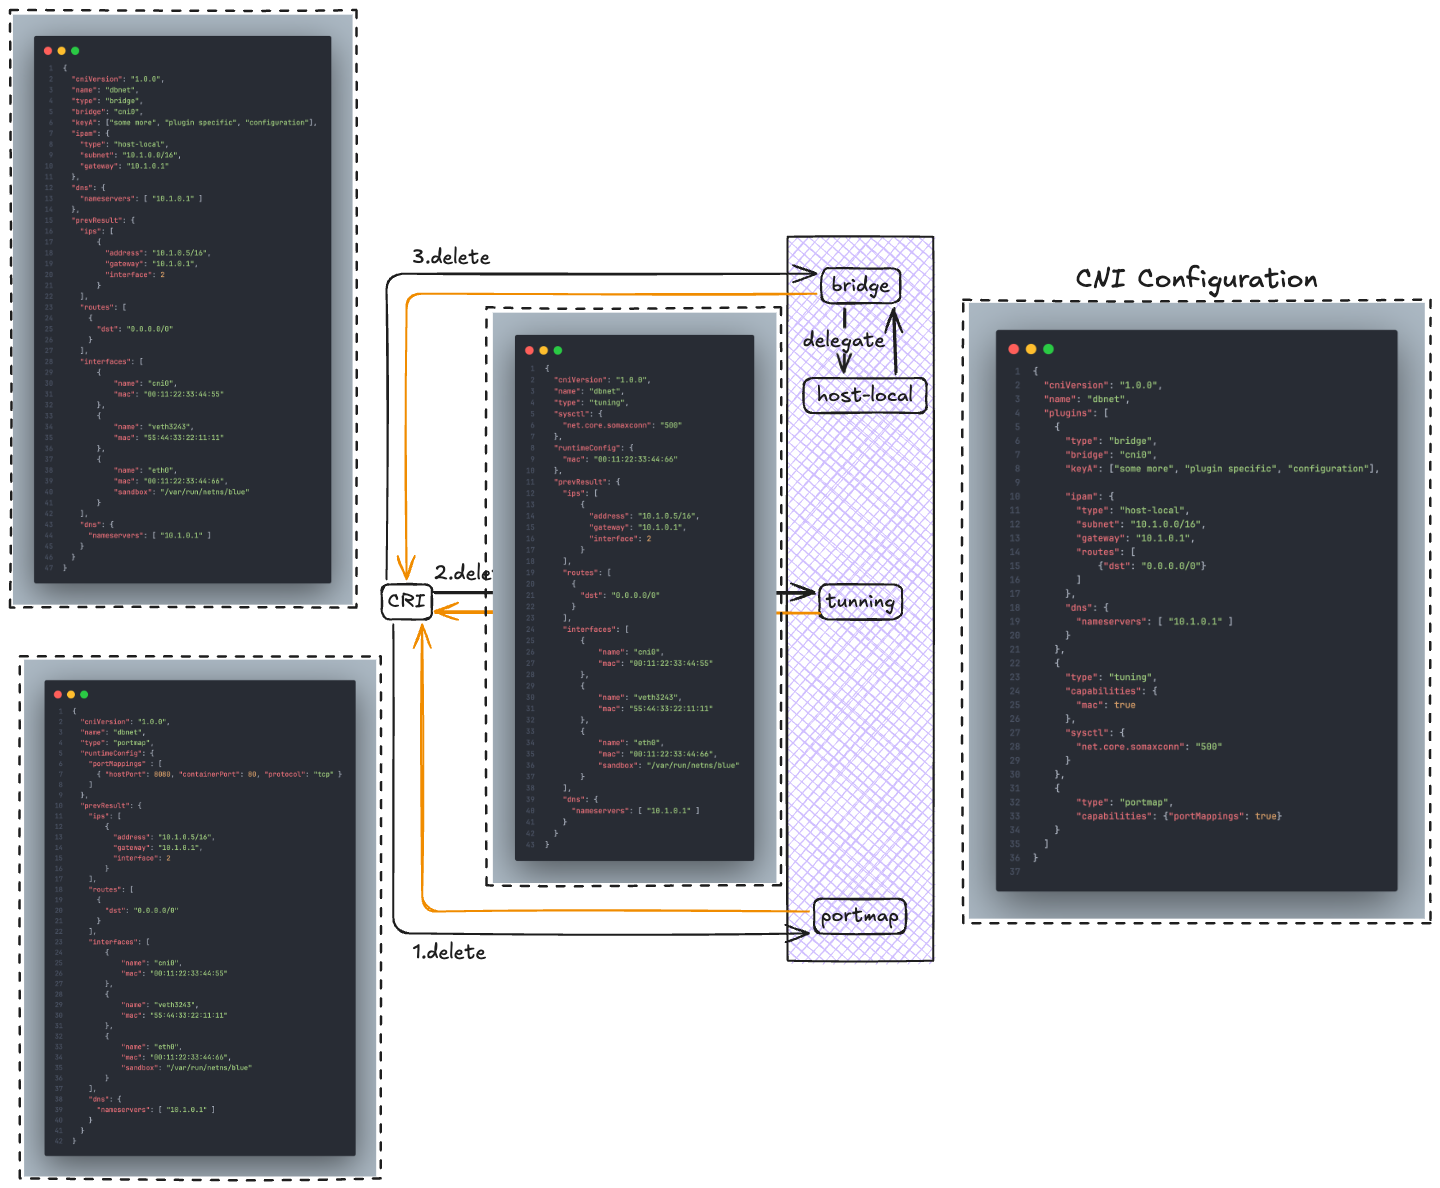 1 {
2 "cniVersion": "1.0.0",
3 "name": "dbnet",
4 "type": "bridge",
5 "bridge": "cni0",
6 "keyA": ["some more", "plugin specific", "configuration"],
7 "ipam": {
8 "type": "host-local",
9 "subnet": "10.1.0.0/16",
10 "gateway": "10.1.0.1"
11 },
12 "dns": {
13 "nameservers": [ "10.1.0.1" ]
14 },
15 "prevResult": {
16 "ips": [
17 {
18 "address": "10.1.0.5/16",
19 "gateway": "10.1.0.1",
20 "interface": 2
21 }
22 ],
23 "routes": [
24 {
25 "dst": "0.0.0.0/0"
26 }
27 ],
28 "interfaces": [
29 {
30 "name": "cni0",
31 "mac": "00:11:22:33:44:55"
32 },
33 {
34 "name": "veth3243",
35 "mac": "55:44:33:22:11:11"
36 },
37 {
38 "name": "eth0",
39 "mac": "00:11:22:33:44:66",
40 "sandbox": "/var/run/netns/blue"
41 }
42 ],
43 "dns": {
44 "nameservers": [ "10.1.0.1" ]
45 }
46 }
47 }
3.delete
bridge
delegate
host-local
CNI Configuration
1 {
2 "cniVersion": "1.0.0",
3 "name": "dbnet",
4 "type": "tuning",
5 "sysctl": {
6 "net.core.somaxconn": "500"
7 },
8 "runtimeConfig": {
9 "mac": "00:11:22:33:44:66"
10 },
11 "prevResult": {
12 "ips": [
13 {
14 "address": "10.1.0.5/16",
15 "gateway": "10.1.0.1",
16 "interface": 2
17 }
18 ],
19 "routes": [
20 {
21 "dst": "0.0.0.0/0"
22 }
23 ],
24 "interfaces": [
25 {
26 "name": "cni0",
27 "mac": "00:11:22:33:44:55"
28 },
29 {
30 "name": "veth3243",
31 "mac": "55:44:33:22:11:11"
32 },
33 {
34 "name": "eth0",
35 "mac": "00:11:22:33:44:66",
36 "sandbox": "/var/run/netns/blue"
37 }
38 ],
39 "dns": {
40 "nameservers": [ "10.1.0.1" ]
41 }
42 }
43 }
1 {
2 "cniVersion": "1.0.0",
3 "name": "dbnet",
4 "plugins": [
5 {
6 "type": "bridge",
7 "bridge": "cni0",
8 "keyA": ["some more", "plugin specific", "configuration"],
9
10 "ipam": {
11 "type": "host-local",
12 "subnet": "10.1.0.0/16",
13 "gateway": "10.1.0.1",
14 "routes": [
15 {"dst": "0.0.0.0/0"}
16 ]
17 },
18 "dns": {
19 "nameservers": [ "10.1.0.1" ]
20 }
21 },
22 {
23 "type": "tuning",
24 "capabilities": {
25 "mac": true
26 },
27 "sysctl": {
28 "net.core.somaxconn": "500"
29 }
30 },
31 {
32 "type": "portmap",
33 "capabilities": {"portMappings": true}
34 }
35 ]
36 }
37
2.dele
CRI
tunning
1 {
2 "cniVersion": "1.0.0",
3 "name": "dbnet",
4 "type": "portmap",
5 "runtimeConfig": {
6 "portMappings" : [
7 { "hostPort": 8080, "containerPort": 80, "protocol": "tcp" }
8 ]
9 },
10 "prevResult": {
11 "ips": [
12 {
13 "address": "10.1.0.5/16",
14 "gateway": "10.1.0.1",
15 "interface": 2
16 }
17 ],
18 "routes": [
19 {
20 "dst": "0.0.0.0/0"
21 }
22 ],
23 "interfaces": [
24 {
25 "name": "cni0",
26 "mac": "00:11:22:33:44:55"
27 },
28 {
29 "name": "veth3243",
30 "mac": "55:44:33:22:11:11"
31 },
32 {
33 "name": "eth0",
34 "mac": "00:11:22:33:44:66",
35 "sandbox": "/var/run/netns/blue"
36 }
37 ],
38 "dns": {
39 "nameservers": [ "10.1.0.1" ]
40 }
41 }
42 }
portmap
1.delete